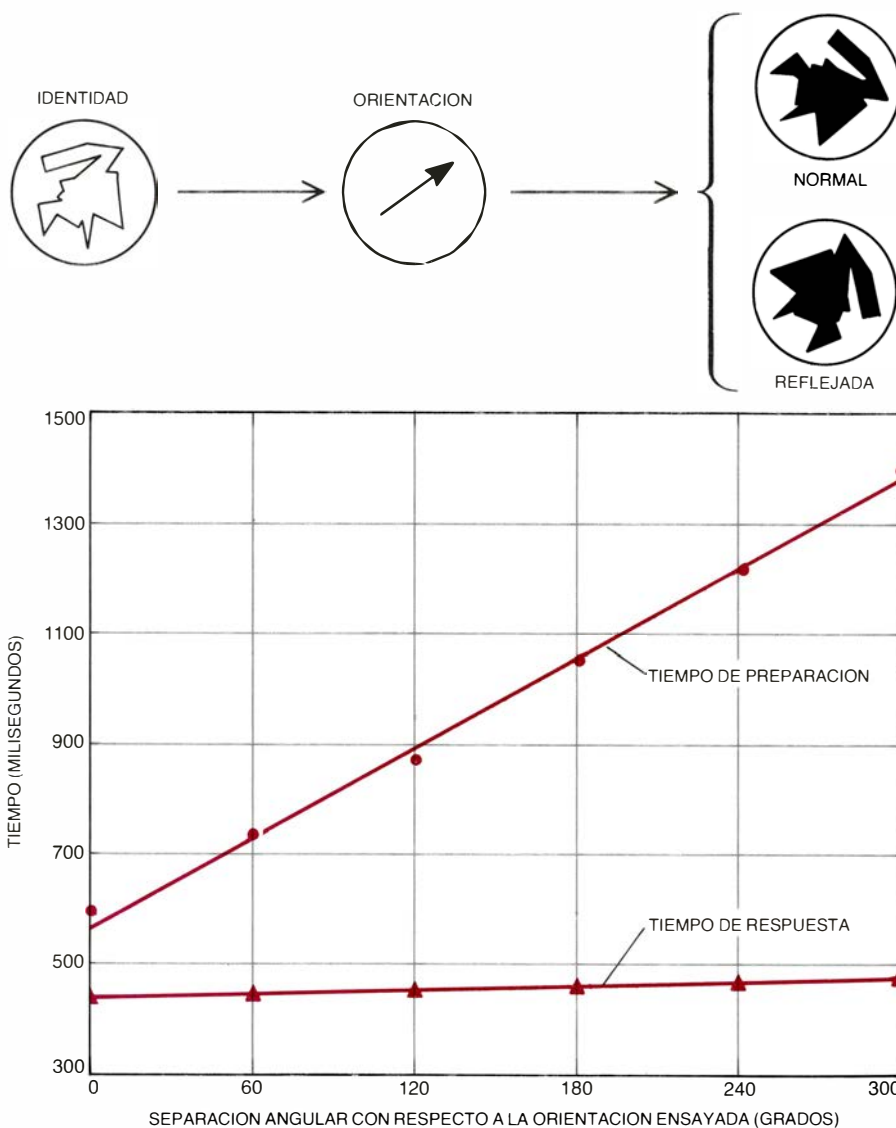 IDENTIDAD
ORIENTACION
NORMAL
REFLEJADA
1500
1300
1100
900
700
500
300
TIEMPO (MILISEGUNDOS)
TIEMPO DE PREPARACION
TIEMPO DE RESPUESTA
0 60 120 180 240 300
SEPARACION ANGULAR CON RESPECTO A LA ORIENTACION ENSAYADA (GRADOS)